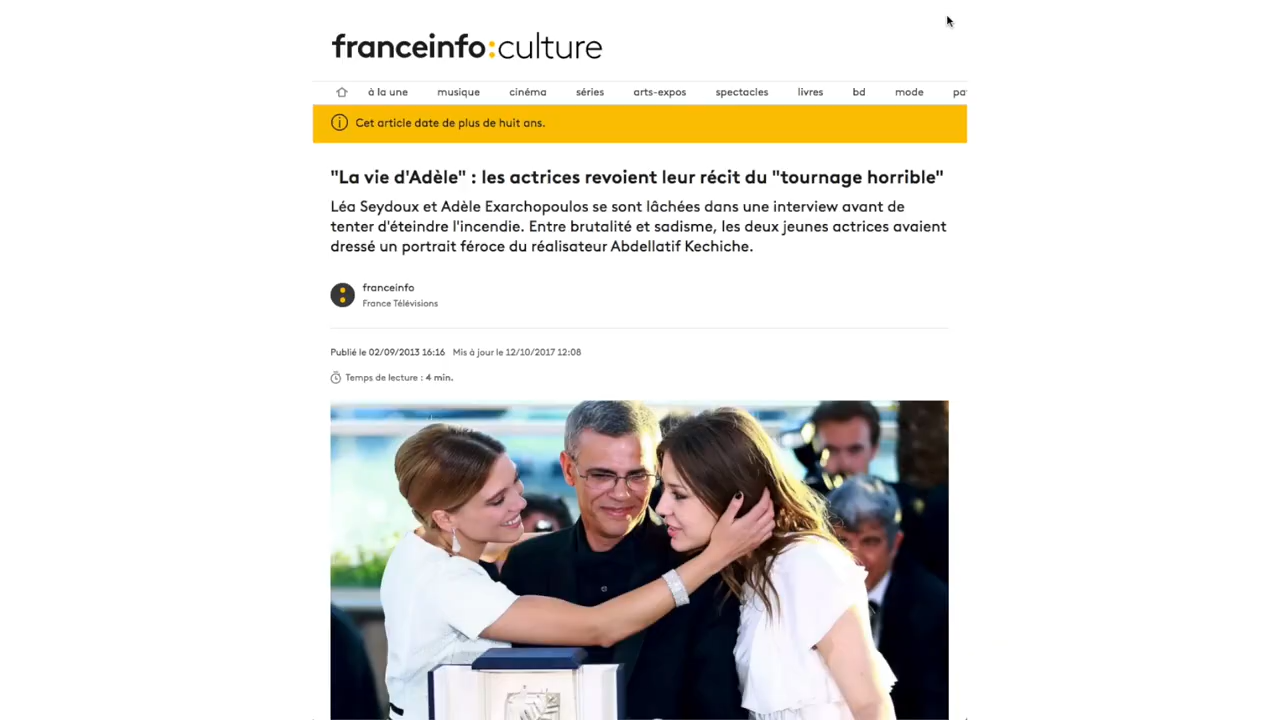 franceinfo:culture
à la une musique cinéma séries arts-expos spectacles livres bd mode pa
Cet article date de plus de huit ans.
"La vie d'Adèle" : les actrices revoient leur récit du "tournage horrible"
Léa Seydoux et Adèle Exarchopoulos se sont lâchées dans une interview avant de
tenter d'éteindre l'incendie. Entre brutalité et sadisme, les deux jeunes actrices avaient
dressé un portrait féroce du réalisateur Abdellatif Kechiche.
franceinfo
France Télévisions
Publié le 02/09/2013 16:16 Mis à jour le 12/10/2017 12:08
Temps de lecture : 4 min.